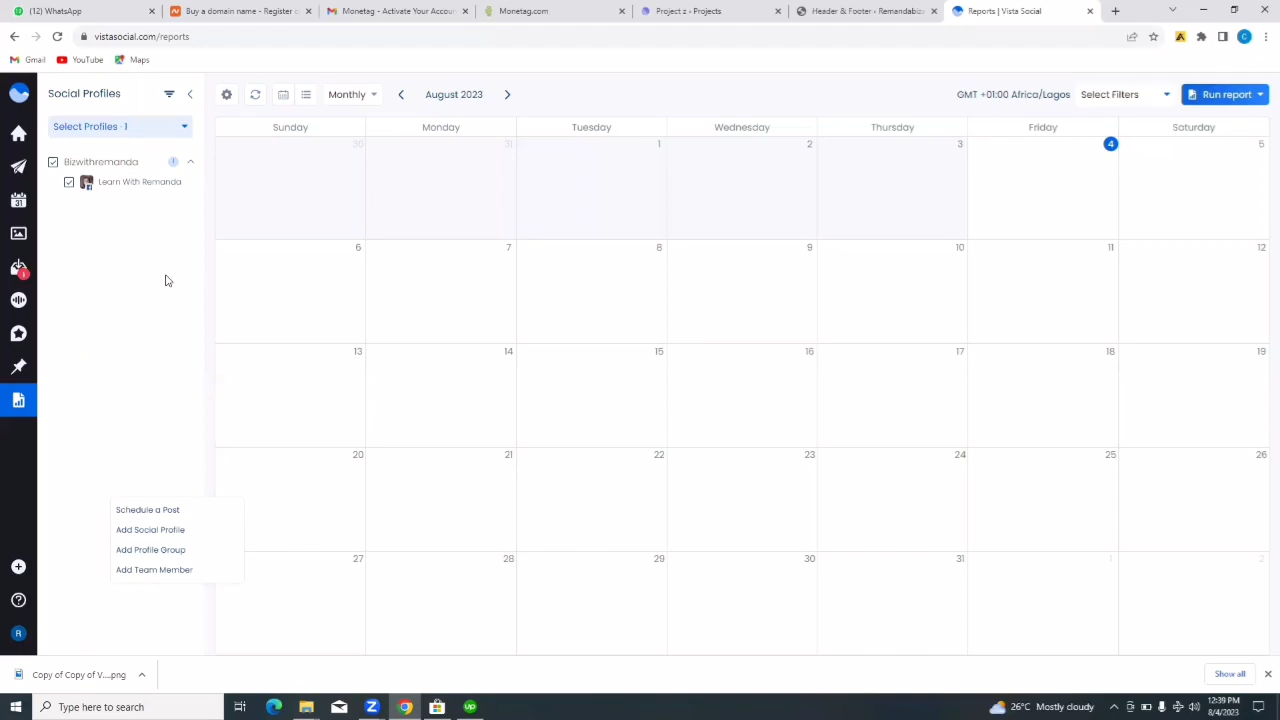 (12) WhatsApp
Buy a domain name - Register c
Monetag - Activate Your Accoun
Monetag.com
Project z › Projects
Header & Footer ‹ Remandabiz
Reports | Vista Social
vistasocial.com/reports
C
Gmail
YouTube
Maps
Social Profiles
Select Profiles · 1
Bizwithremanda
1
Learn With Remanda
Monthly
August 2023
GMT +01:00 Africa/Lagos
Select Filters
Run report
Sunday Monday Tuesday Wednesday Thursday Friday Saturday
30 31 1 2 3 4 5
6 7 8 9 10 11 12
13 14 15 16 17 18 19
20 21 22 23 24 25 26
27 28 29 30 31 1 2
31
1
Schedule a Post
Add Social Profile
Add Profile Group
Add Team Member
R
Copy of Copy of V....png
Show all
Type here to search
Z
up
26°C Mostly cloudy
12:39 PM
8/4/2023